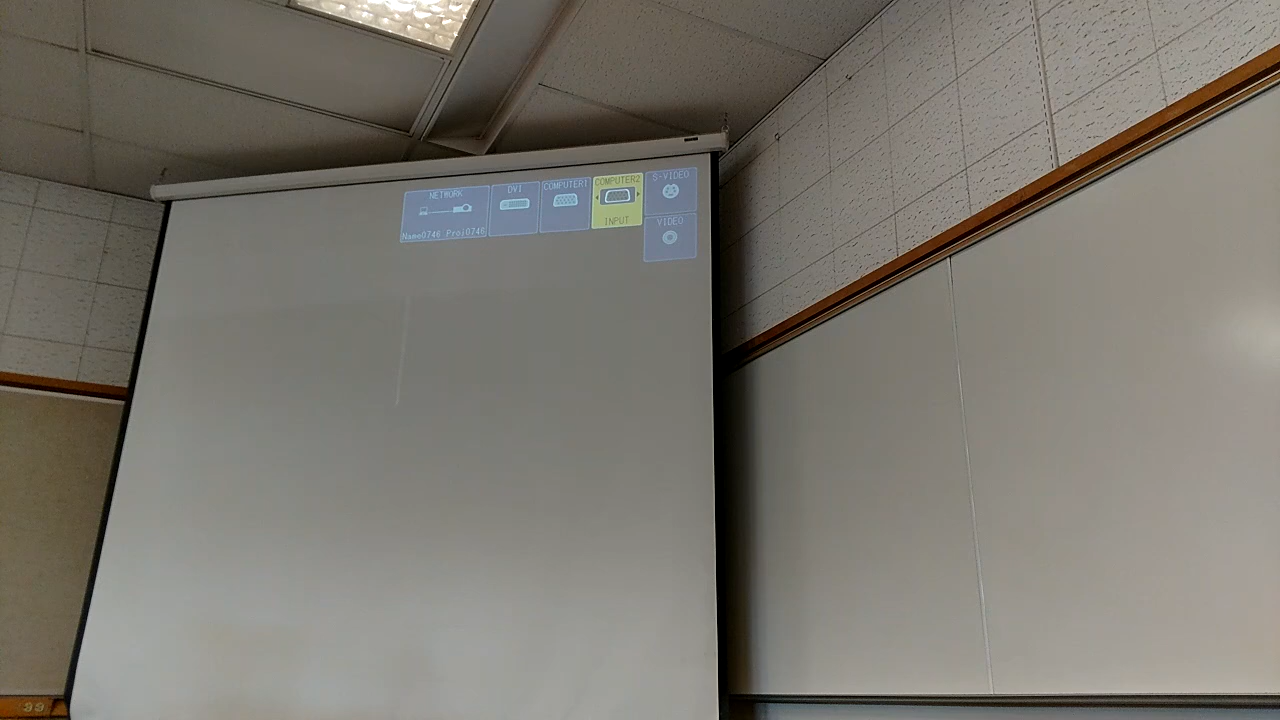 NETWORK
Name0746 Proj0746
DVI
COMPUTER1
COMPUTER2
INPUT
S-VIDEO
VIDEO